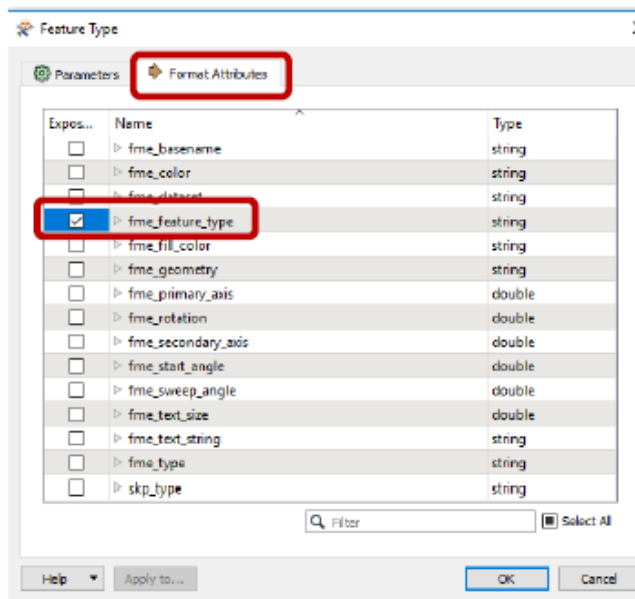 Feature Type
Parameters Format Attributes
Expos... Name Type
fme_basename string
fme_color string
fme_dataset string
fme_feature_type string
fme_fill_color string
fme_geometry string
fme_primary_axis double
fme_rotation double
fme_secondary_axis double
fme_start_angle double
fme_sweep_angle double
fme_text_size double
fme_text_string string
fme_type string
skp_type string
Filter Select All
Help Apply to... OK Cancel